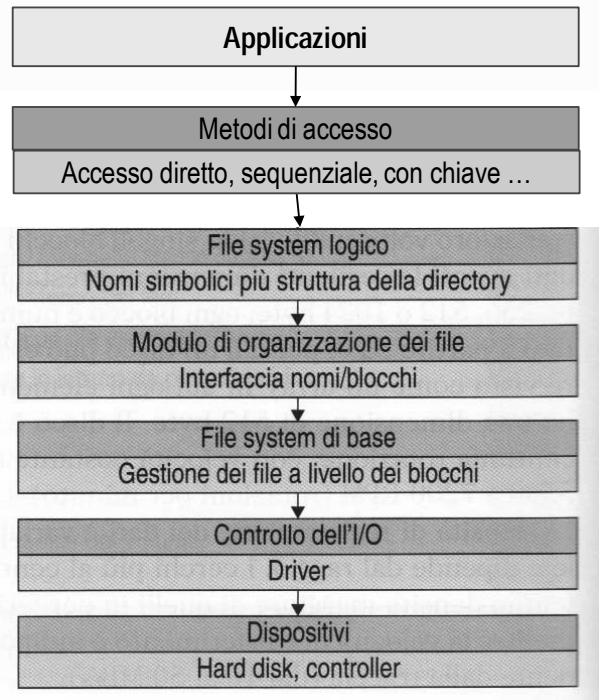 Applicazioni
Metodi di accesso
Accesso diretto, sequenziale, con chiave …
File system logico
Nomi simbolici più struttura della directory
Modulo di organizzazione dei file
Interfaccia nomi/blocchi
File system di base
Gestione dei file a livello dei blocchi
Controllo dell'I/O
Driver
Dispositivi
Hard disk, controller